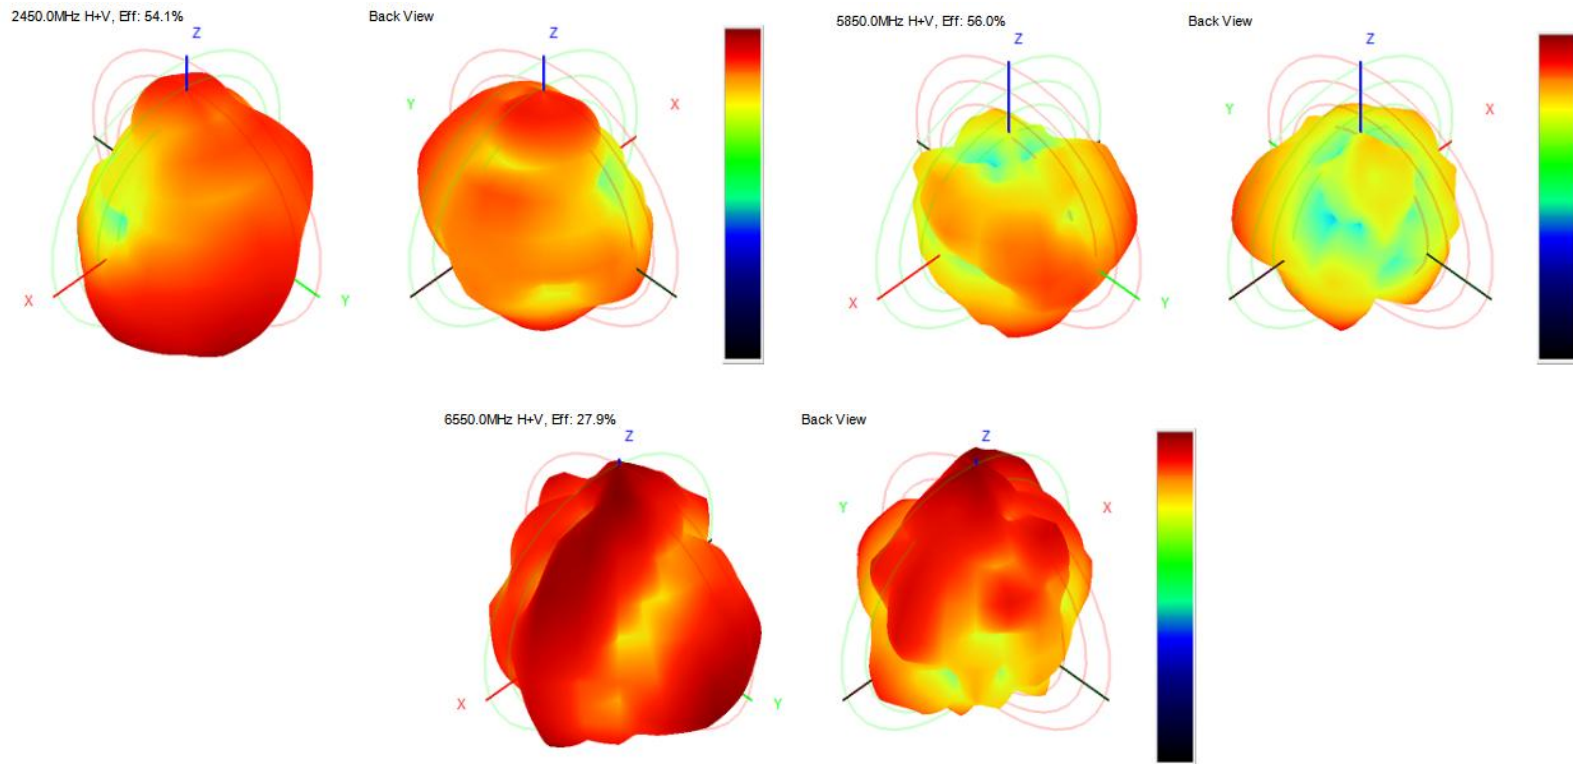 2450.0MHz H+V, Eff: 54.1%
Back View
Z
Y
X
X
Y
5850.0MHz H+V, Eff: 56.0%
Back View
Z
Z
Y
X
X
Y
6550.0MHz H+V, Eff: 27.9%
Back View
Z
Z
Y
X
X
Y